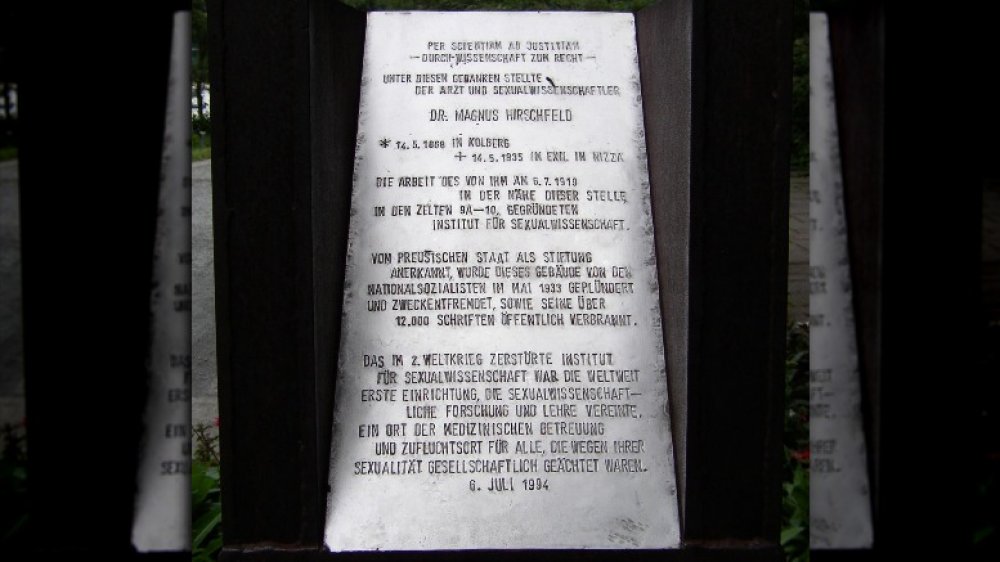 PER SCIENTIAM AD JUSTITIAM
—DURCH WISSENSCHAFT ZUM RECHT—
UNTER DIESEN GEDANKEN STELLTE
DER ARZT UND SEXUALWISSENSCHAFTLER
DR. MAGNUS HIRSCHFELD
* 14.5.1868 IN KOLBERG
+ 14.5.1935 IN EXIL IN NIZZA
DIE ARBEIT DES VON IHM AM 6.7.1919
IN DER NÄHE DIESER STELLE,
IN DEN ZELTEN 9A—10, GEGRÜNDETEN
INSTITUT FÜR SEXUALWISSENSCHAFT.
VOM PREUSISCHEN STAAT ALS STIFTUNG
ANERKANNT, WURDE DIESES GEBÄUDE VON DEN
NATIONALSOZIALISTEN IM MAI 1933 GEPLÜNDERT
UND ZWECKENTFREMDET, SOWIE SEINE ÜBER
12.000 SCHRIFTEN ÖFFENTLICH VERBRANNT.
DAS IM 2. WELTKRIEG ZERSTÖRTE INSTITUT
FÜR SEXUALWISSENSCHAFT WAR DIE WELTWEIT
ERSTE EINRICHTUNG, DIE SEXUALWISSENSCHAFT—
LICHE FORSCHUNG UND LEHRE VEREINTE,
EIN ORT DER MEDIZINISCHEN BETREUUNG
UND ZUFLUCHTSORT FÜR ALLE, DIE WEGEN IHRER
SEXUALITÄT GESELLSCHAFTLICH GEÄCHTET WAREN.
6. JULI 1994